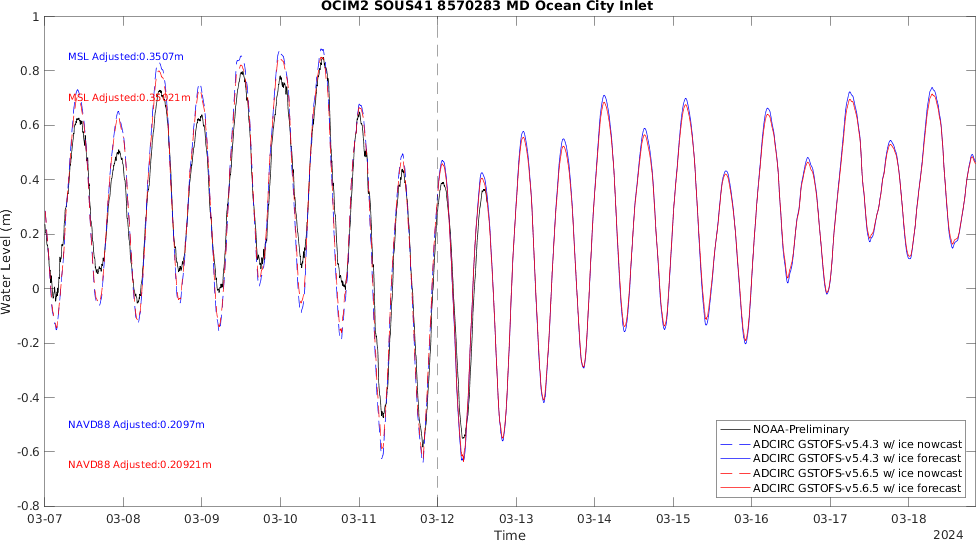 OCIM2 SOUS41 8570283 MD Ocean City Inlet
1
0.8
0.6
0.4
0.2
0
-0.2
-0.4
-0.6
-0.8
Water Level (m)
MSL Adjusted:0.3507m
MSL Adjusted:0.35021m
NAVD88 Adjusted:0.2097m
NAVD88 Adjusted:0.20921m
NOAA-Preliminary
ADCIRC GSTOFS-v5.4.3 w/ ice nowcast
ADCIRC GSTOFS-v5.4.3 w/ ice forecast
ADCIRC GSTOFS-v5.6.5 w/ ice nowcast
ADCIRC GSTOFS-v5.6.5 w/ ice forecast
03-07 03-08 03-09 03-10 03-11 03-12 03-13 03-14 03-15 03-16 03-17 03-18
Time
2024